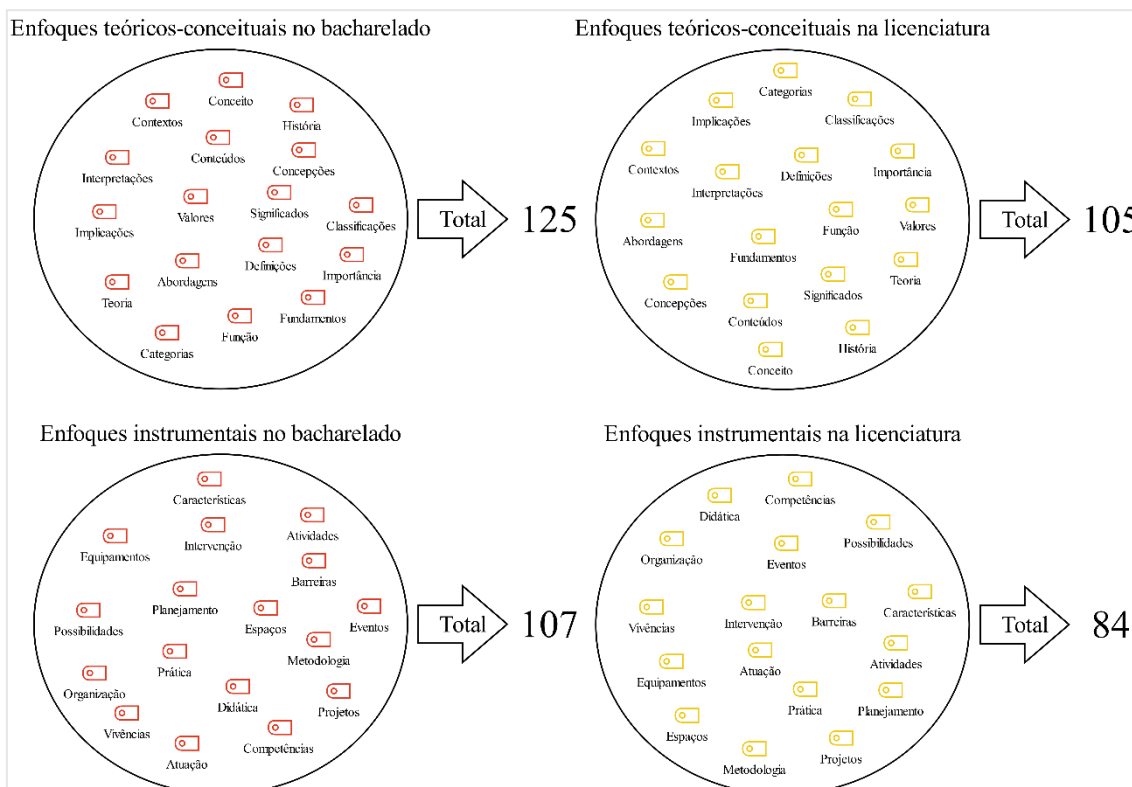 Enfoques teóricos-conceituais no bacharelado
Conceito
Contextos
História
Conteúdos
Concepções
Interpretações
Significados
Valores
Classificações
Implicações
Definições
Abordagens
Importância
Teoria
Fundamentos
Função
Categorias
Total
125
Enfoques teóricos-conceituais na licenciatura
Categorias
Implicações
Classificações
Contextos
Importância
Definições
Interpretações
Valores
Função
Abordagens
Fundamentos
Teoria
Significados
Concepções
Conteúdos
História
Conceito
Total
105
Enfoques instrumentais no bacharelado
Características
Atividades
Intervenção
Equipamentos
Barreiras
Planejamento
Espaços
Eventos
Possibilidades
Metodologia
Prática
Organização
Didática
Projetos
Vivências
Competências
Atuação
Total
107
Enfoques instrumentais na licenciatura
Competências
Didática
Possibilidades
Organização
Eventos
Características
Vivências
Intervenção
Barreiras
Atividades
Atuação
Equipamentos
Prática
Planejamento
Espaços
Projetos
Metodologia
Total
84